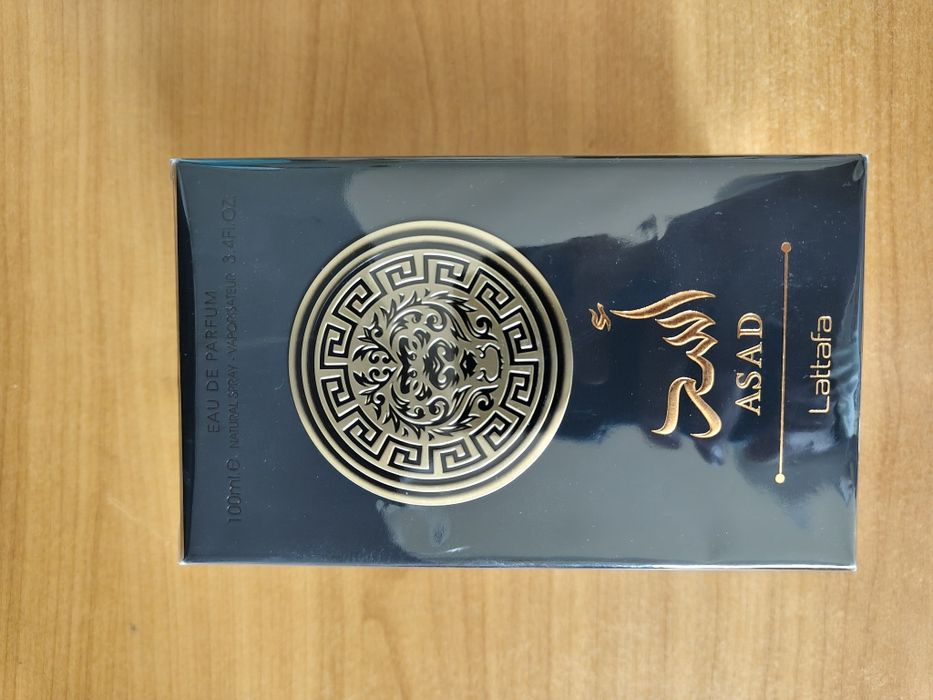 EAU DE PARFUM
100ml.℮ NATURAL SPRAY - VAPORISATEUR 3.4FL.OZ.
أسد
ASAD
Lattafa